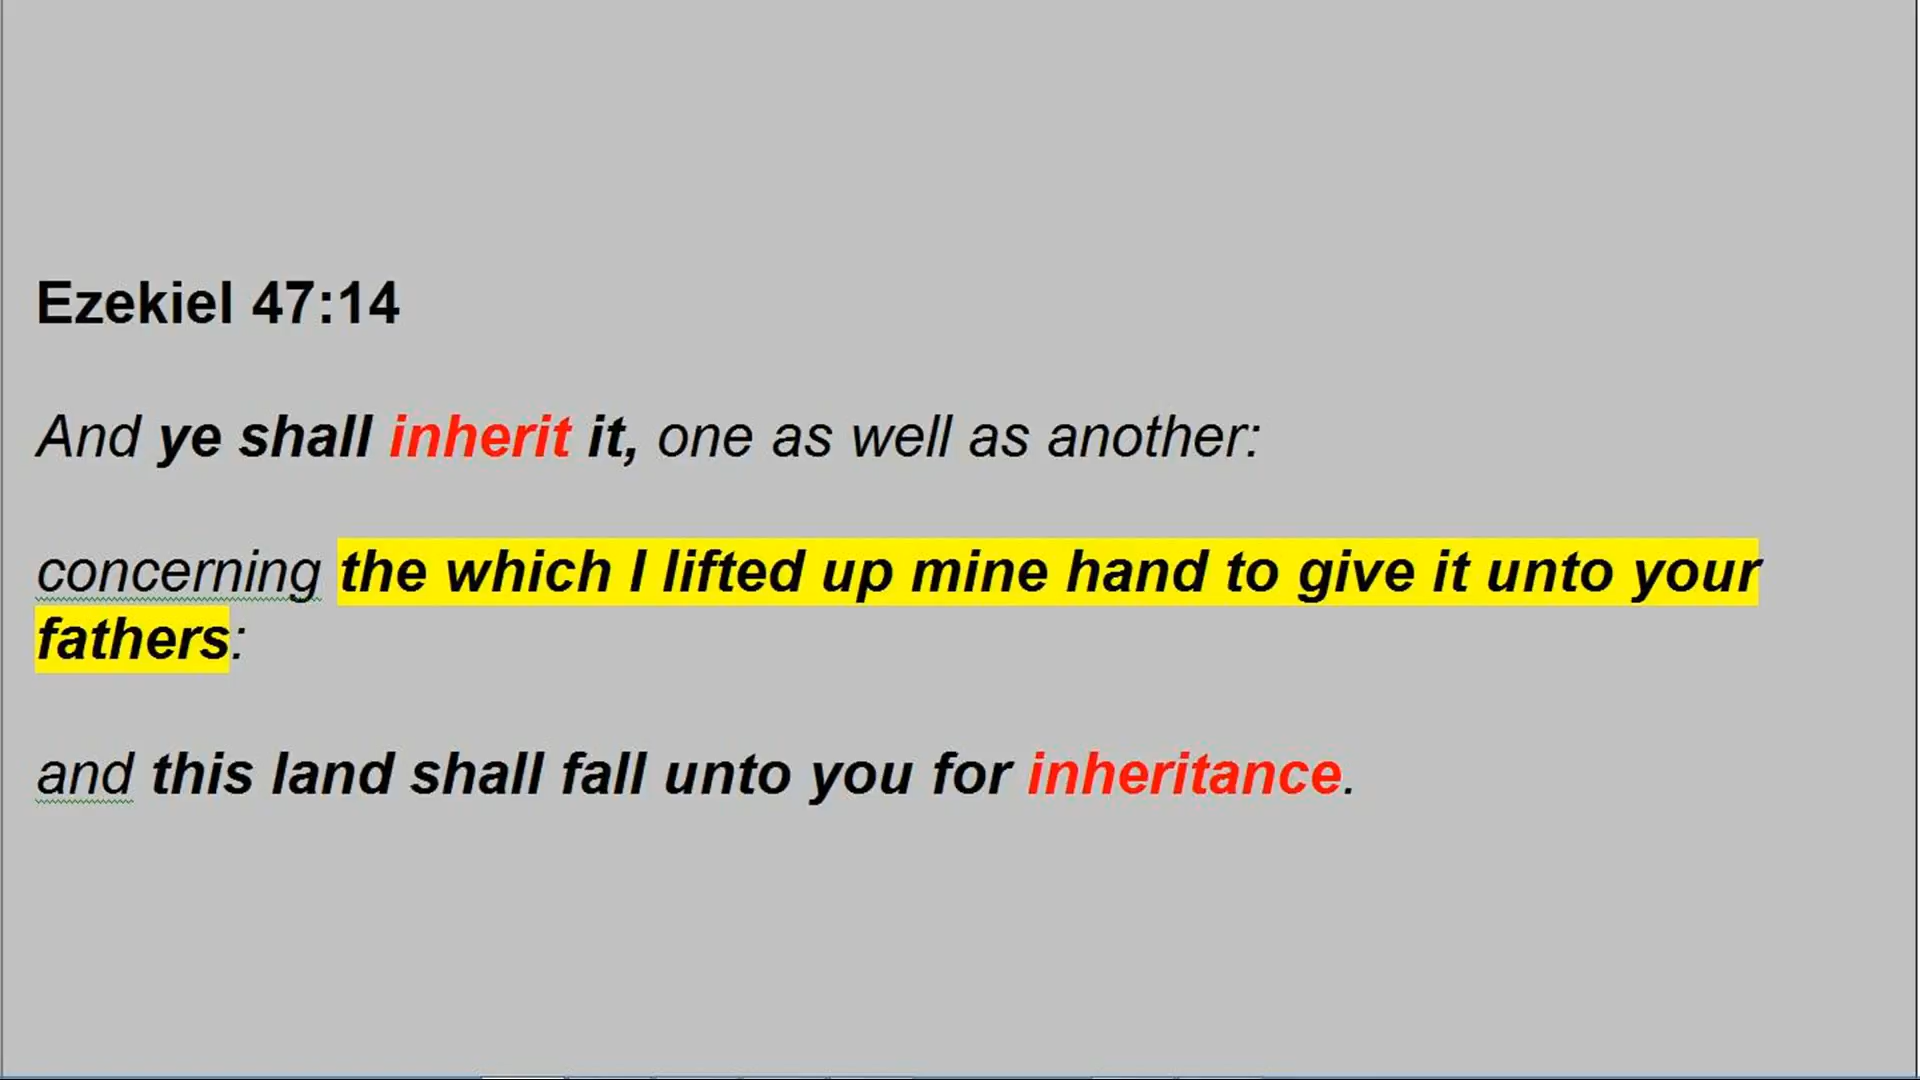 Ezekiel 47:14
And ye shall inherit it, one as well as another:
concerning the which I lifted up mine hand to give it unto your
fathers:
and this land shall fall unto you for inheritance.